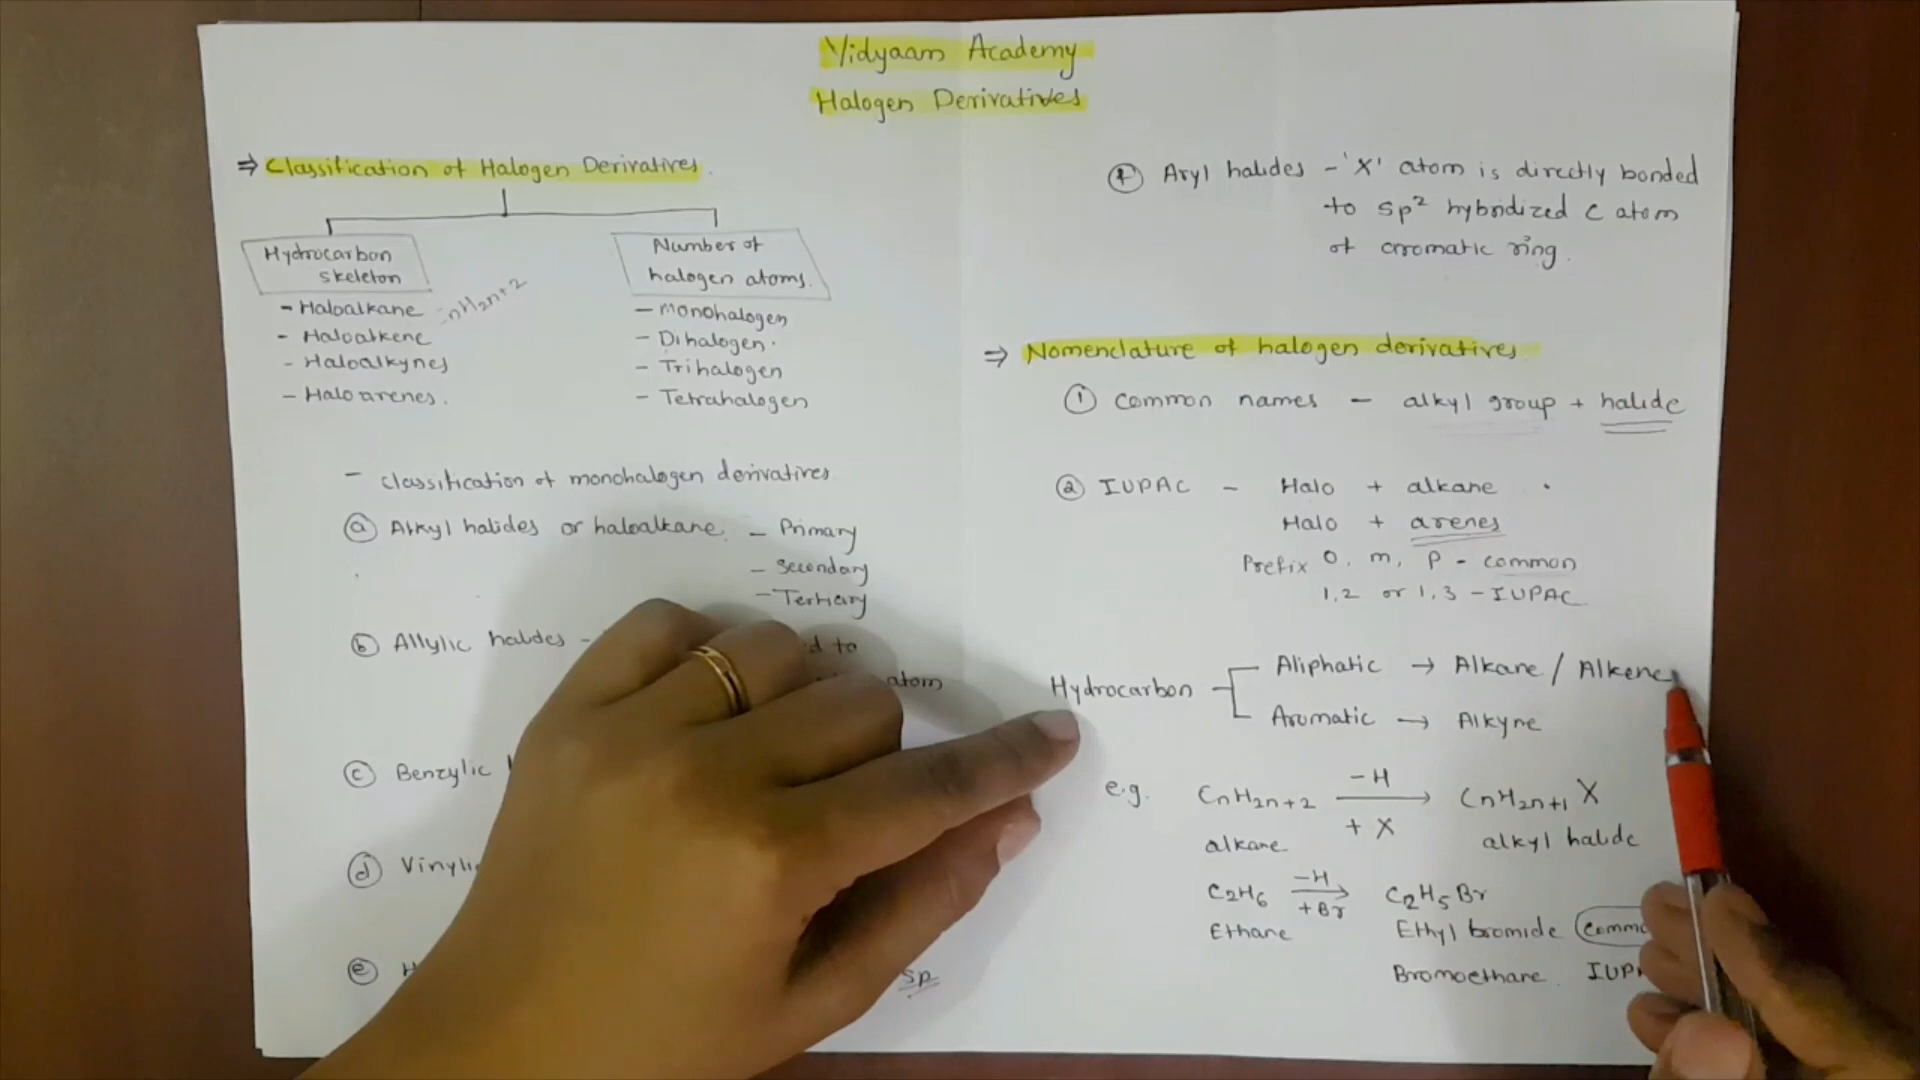 Vidyaam Academy
Halogen Derivatives
⇒ Classification of Halogen Derivatives.
Hydrocarbon
skeleton
- Haloalkane CnH2n+2
- Haloalkene
- Haloalkynes
- Haloarenes.
Number of
halogen atoms.
- Monohalogen
- Dihalogen.
- Trihalogen
- Tetrahalogen
- classification of monohalogen derivatives
ⓐ Alkyl halides or haloalkane. - Primary
- Secondary
- Tertiary
ⓑ Allylic halides - to
atom
ⓒ Benzylic
ⓓ
ⓔ sp
ⓕ Aryl halides - 'X' atom is directly bonded
to sp² hybridized C atom
of aromatic ring.
⇒ Nomenclature of halogen derivatives.
① Common names - alkyl group + halide
② IUPAC - Halo + alkane
Halo + arenes
Prefix o, m, p - common
1,2 or 1,3 - IUPAC
Hydrocarbon
Aliphatic → Alkane / Alkene
Aromatic → Alkyne
e.g. CnH2n+2 -H + X → CnH2n+1 X
alkane alkyl halide
C2H6 -H +Br → C2H5Br
Ethane Ethyl bromide
Bromoethane.